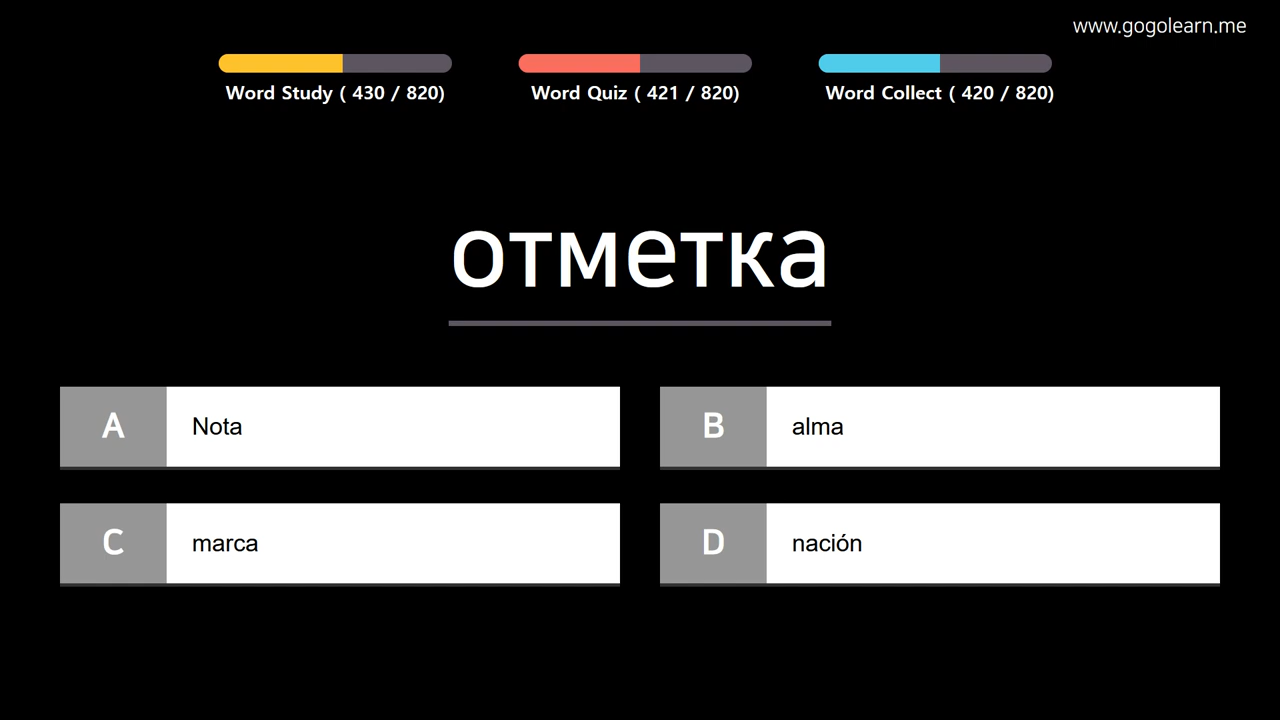 www.gogolearn.me
Word Study ( 430 / 820)
Word Quiz ( 421 / 820)
Word Collect ( 420 / 820)
отметка
A Nota
B alma
C marca
D nación